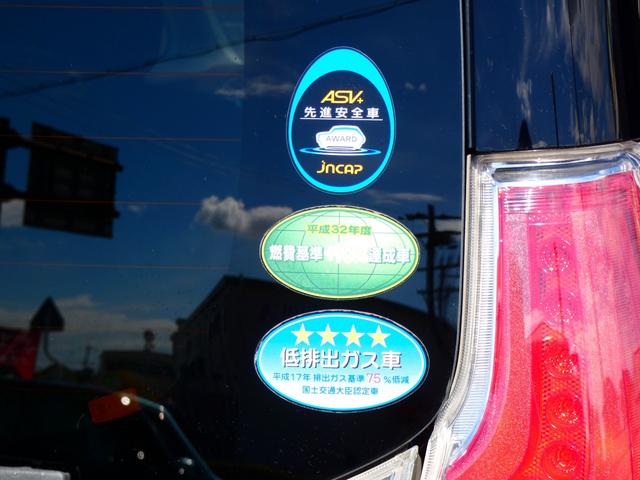 ASV+
先進安全車
AWARD
JNCAP
平成32年度
燃費基準 達成車
低排出ガス車
平成17年 排出ガス基準75%低減
国土交通大臣認定車